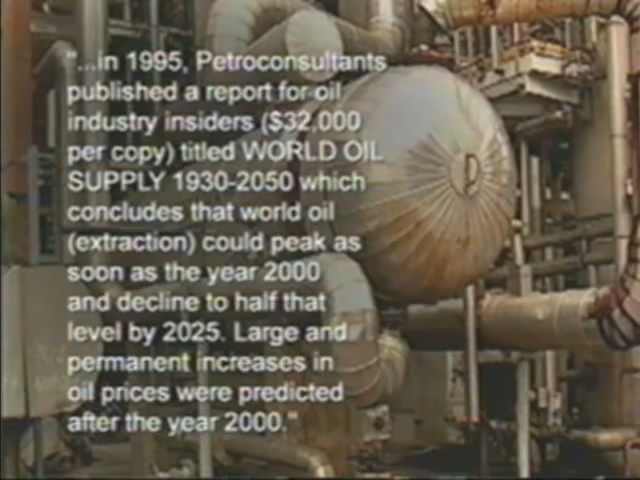 "...in 1995, Petroconsultants
published a report for oil
industry insiders ($32,000
per copy) titled WORLD OIL
SUPPLY 1930-2050 which
concludes that world oil
(extraction) could peak as
soon as the year 2000
and decline to half that
level by 2025. Large and
permanent increases in
oil prices were predicted
after the year 2000."